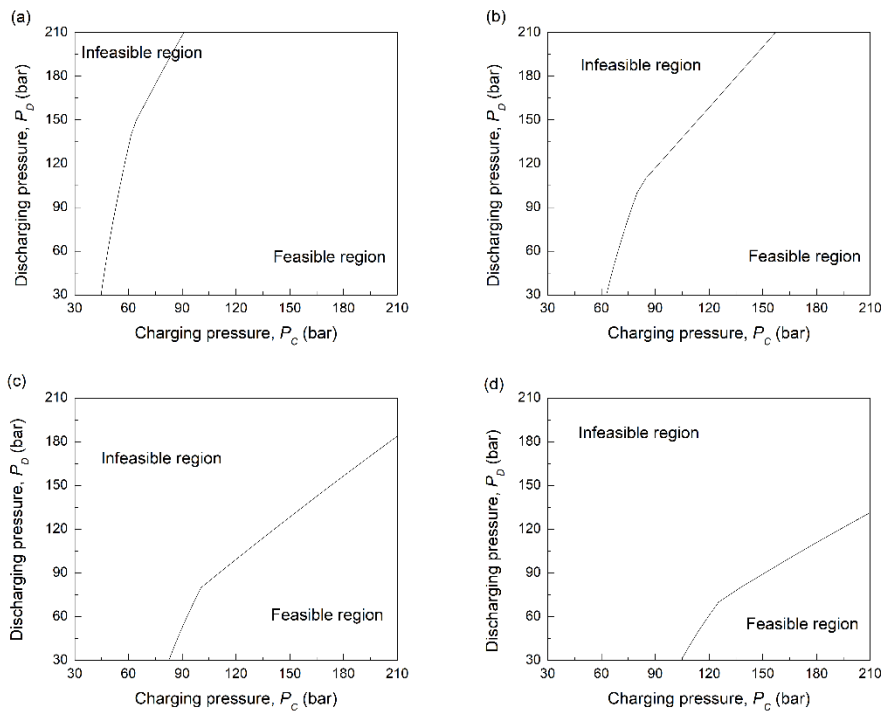 (a)
210
180
150
120
90
60
30
Discharging pressure, P_D (bar)
Infeasible region
Feasible region
30 60 90 120 150 180 210
Charging pressure, P_C (bar)
(b)
210
180
150
120
90
60
30
Discharging pressure, P_D (bar)
Infeasible region
Feasible region
30 60 90 120 150 180 210
Charging pressure, P_C (bar)
(c)
210
180
150
120
90
60
30
Discharging pressure, P_D (bar)
Infeasible region
Feasible region
30 60 90 120 150 180 210
Charging pressure, P_C (bar)
(d)
210
180
150
120
90
60
30
Discharging pressure, P_D (bar)
Infeasible region
Feasible region
30 60 90 120 150 180 210
Charging pressure, P_C (bar)